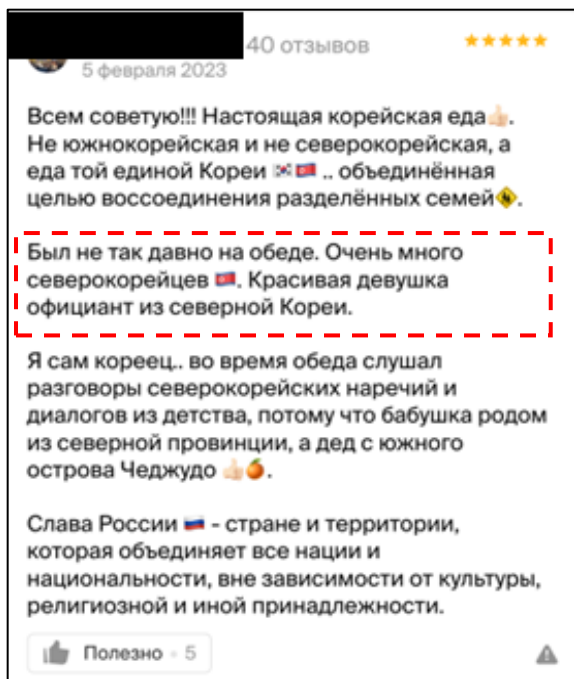 40 отзывов
5 февраля 2023
Всем советую!!! Настоящая корейская еда👍🏻.
Не южнокорейская и не северокорейская, а
еда той единой Кореи 🇰🇷🇰🇵 .. объединённая
целью воссоединения разделённых семей🚸.
Был не так давно на обеде. Очень много
северокорейцев 🇰🇵. Красивая девушка
официант из северной Кореи.
Я сам кореец.. во время обеда слушал
разговоры северокорейских наречий и
диалогов из детства, потому что бабушка родом
из северной провинции, а дед с южного
острова Чеджудо 👍🏻🍊.
Слава России 🇷🇺 - стране и территории,
которая объединяет все нации и
национальности, вне зависимости от культуры,
религиозной и иной принадлежности.
Полезно · 5